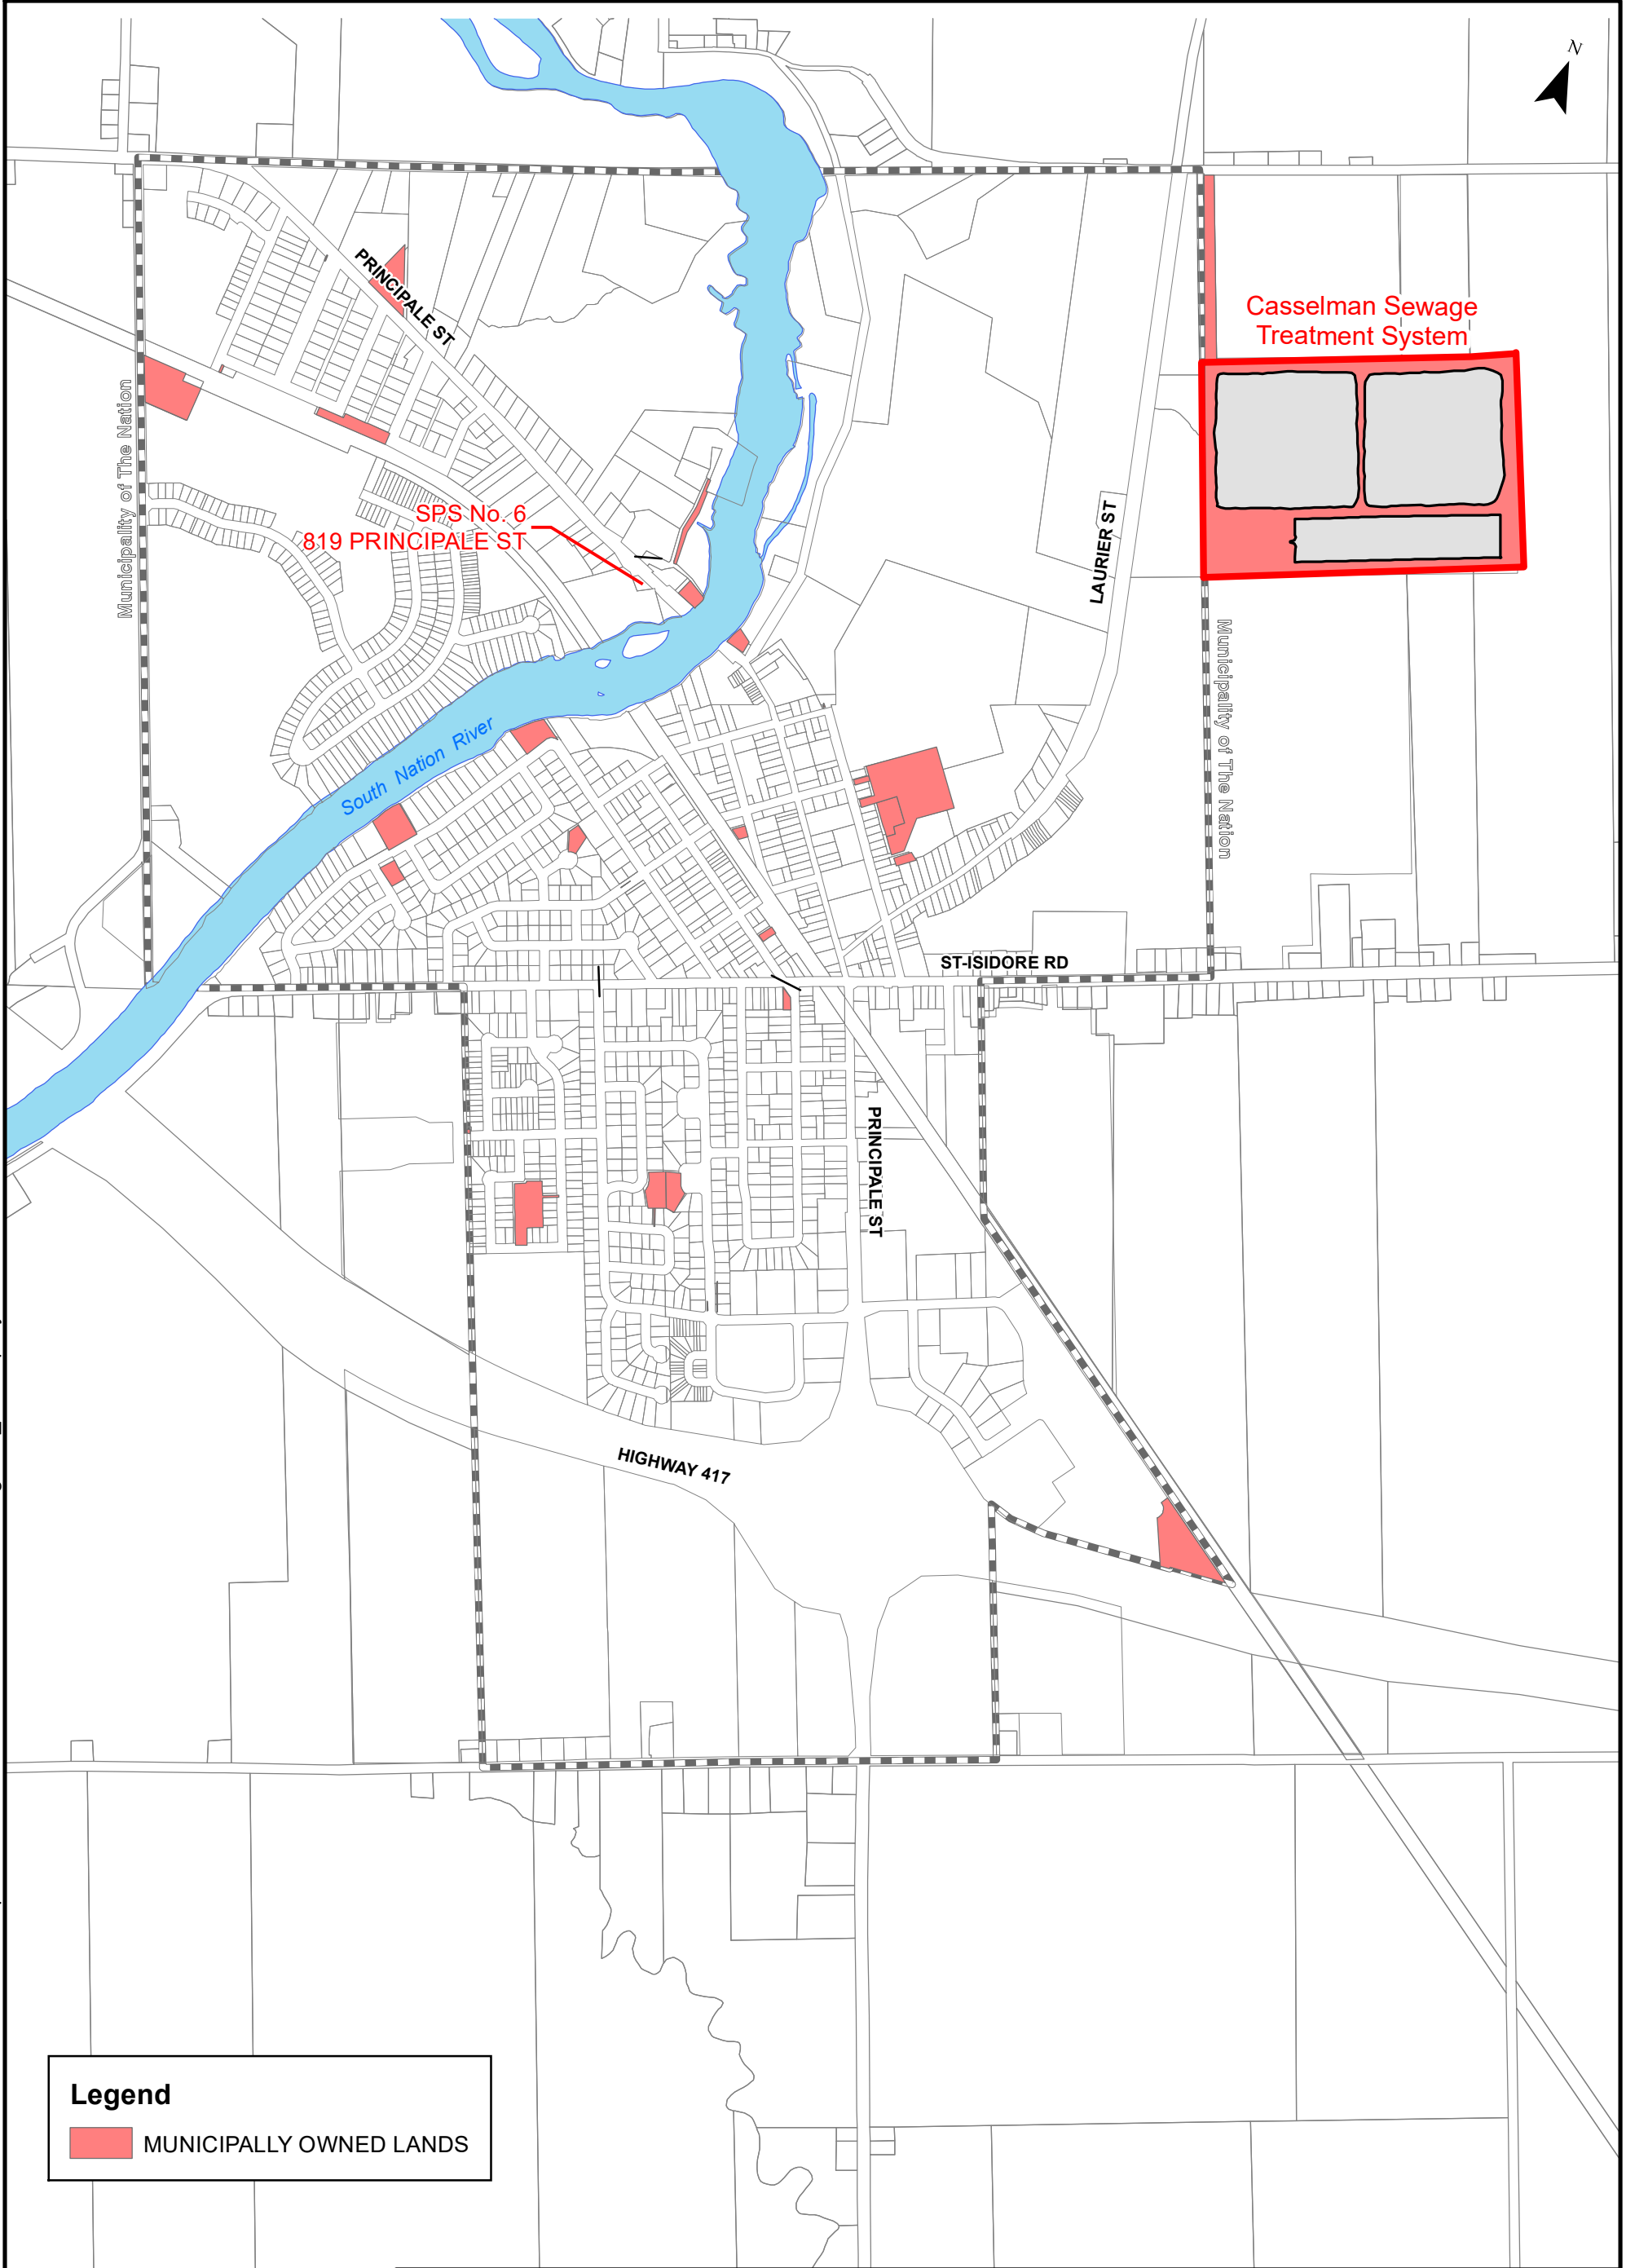 N
PRINCIPALE ST
Casselman Sewage
Treatment System
Municipality of The Nation
SPS No. 6
819 PRINCIPALE ST
LAURIER ST
Municipality of The Nation
South Nation River
ST-ISIDORE RD
PRINCIPALE ST
HIGHWAY 417
Legend
MUNICIPALLY OWNED LANDS